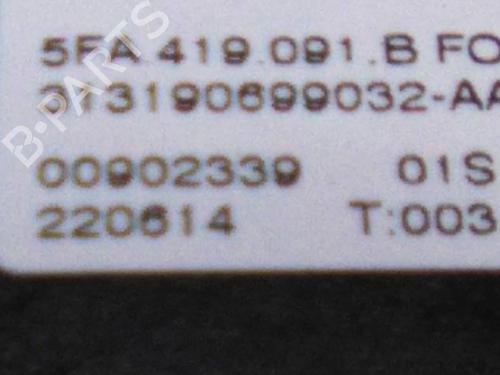 5FA.419.091.B FO
313190699032-AA
00902339 01S
220614 T:003
B-PARTS